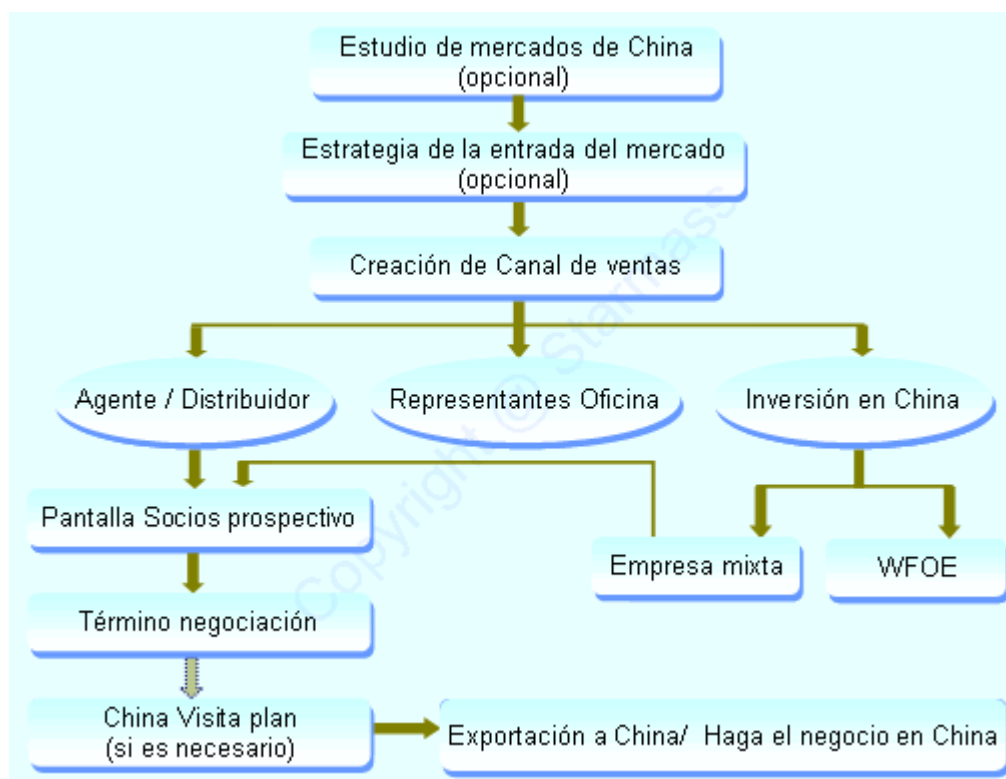 Estudio de mercados de China
(opcional)
Estrategia de la entrada del mercado
(opcional)
Creación de Canal de ventas
Agente / Distribuidor
Representantes Oficina
Inversión en China
Pantalla Socios prospectivo
Empresa mixta
WFOE
Término negociación
China Visita plan
(si es necesario)
Exportación a China/ Haga el negocio en China
Copyright @ Starmass